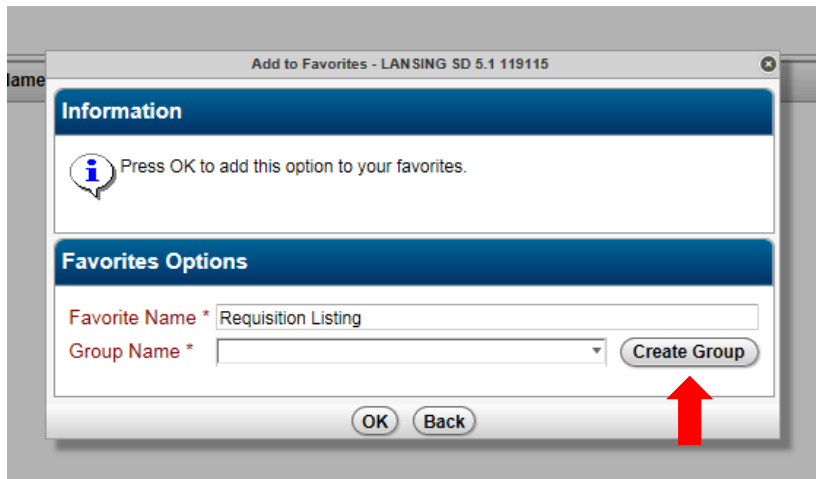 Add to Favorites - LANSING SD 5.1 119115
lame
Information
Press OK to add this option to your favorites.
Favorites Options
Favorite Name * Requisition Listing
Group Name * Create Group
OK Back